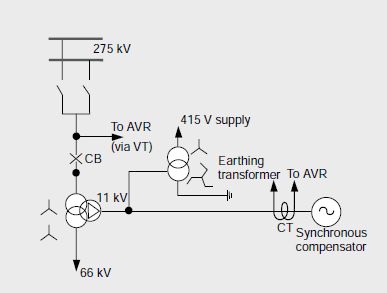 275 kV
415 V supply
To AVR
(via VT)
CB
Earthing
transformer
To AVR
11 kV
CT
Synchronous
compensator
66 kV